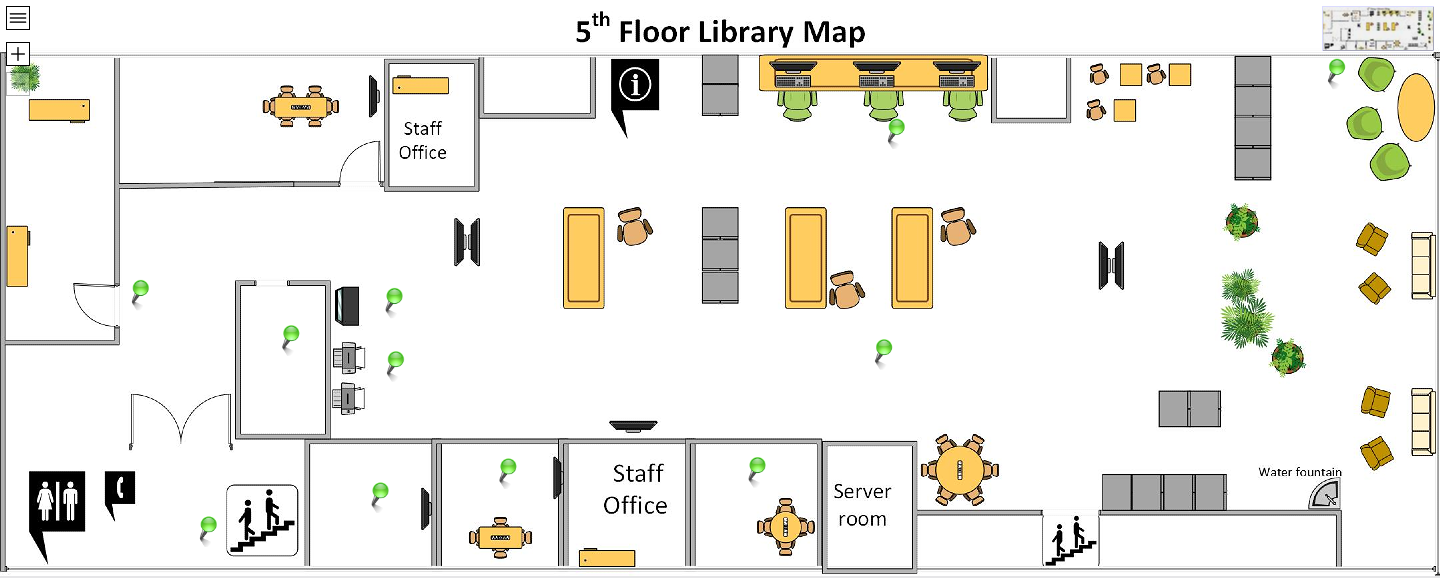 5th Floor Library Map
Staff
Office
Staff
Office
Server
room
Water fountain